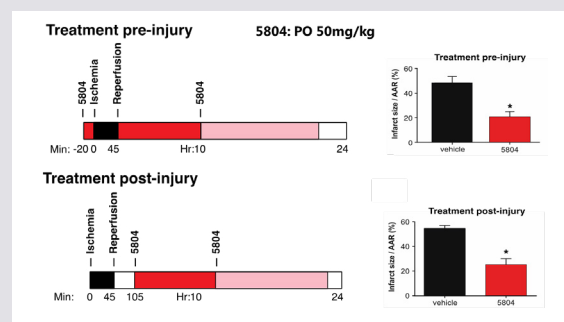 Treatment pre-injury
5804: PO 50mg/kg
5804
Ischemia
Reperfusion
5804
Min: -20 0 45 Hr:10 24
Treatment pre-injury
Infarct size / AAR (%)
60
40
20
0
*
vehicle 5804
Treatment post-injury
Ischemia
Reperfusion
5804
5804
Min: 0 45 105 Hr:10 24
Treatment post-injury
Infarct size / AAR (%)
60
40
20
0
*
vehicle 5804